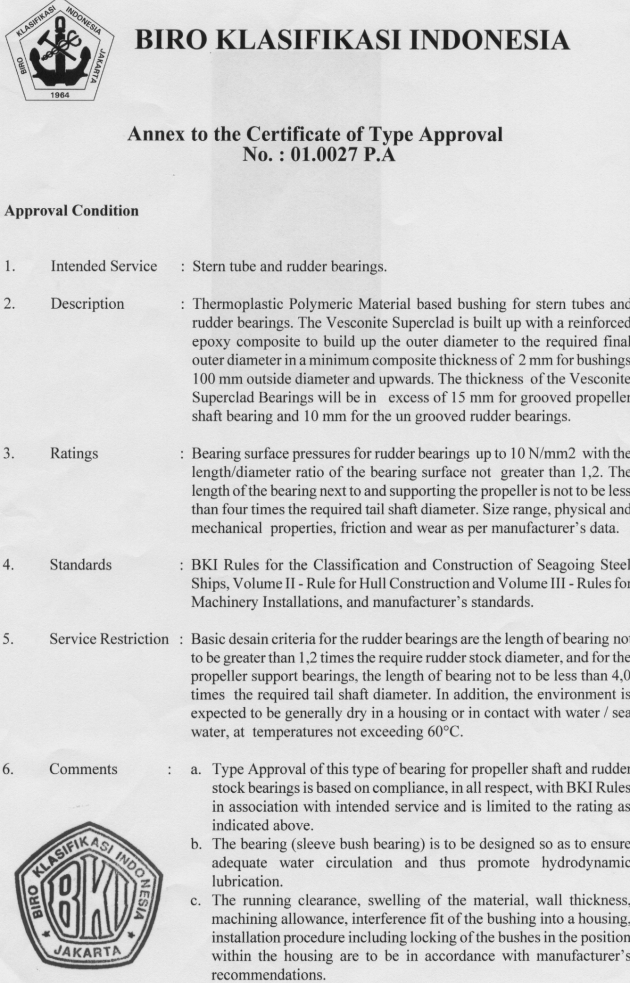 KLASIFIKASI INDONESIA
BIRO JAKARTA
1964
BIRO KLASIFIKASI INDONESIA
Annex to the Certificate of Type Approval
No. : 01.0027 P.A
Approval Condition
1. Intended Service : Stern tube and rudder bearings.
2. Description : Thermoplastic Polymeric Material based bushing for stern tubes and
rudder bearings. The Vesconite Superclad is built up with a reinforced
epoxy composite to build up the outer diameter to the required final
outer diameter in a minimum composite thickness of 2 mm for bushings
100 mm outside diameter and upwards. The thickness of the Vesconite
Superclad Bearings will be in excess of 15 mm for grooved propeller
shaft bearing and 10 mm for the un grooved rudder bearings.
3. Ratings : Bearing surface pressures for rudder bearings up to 10 N/mm2 with the
length/diameter ratio of the bearing surface not greater than 1,2. The
length of the bearing next to and supporting the propeller is not to be less
than four times the required tail shaft diameter. Size range, physical and
mechanical properties, friction and wear as per manufacturer's data.
4. Standards : BKI Rules for the Classification and Construction of Seagoing Steel
Ships, Volume II - Rule for Hull Construction and Volume III - Rules for
Machinery Installations, and manufacturer's standards.
5. Service Restriction : Basic desain criteria for the rudder bearings are the length of bearing not
to be greater than 1,2 times the require rudder stock diameter, and for the
propeller support bearings, the length of bearing not to be less than 4,0
times the required tail shaft diameter. In addition, the environment is
expected to be generally dry in a housing or in contact with water / sea
water, at temperatures not exceeding 60°C.
6. Comments : a. Type Approval of this type of bearing for propeller shaft and rudder
stock bearings is based on compliance, in all respect, with BKI Rules
in association with intended service and is limited to the rating as
indicated above.
b. The bearing (sleeve bush bearing) is to be designed so as to ensure
adequate water circulation and thus promote hydrodynamic
lubrication.
c. The running clearance, swelling of the material, wall thickness,
machining allowance, interference fit of the bushing into a housing,
installation procedure including locking of the bushes in the position
within the housing are to be in accordance with manufacturer's
recommendations.
BIRO KLASIFIKASI INDONESIA
BKI
JAKARTA